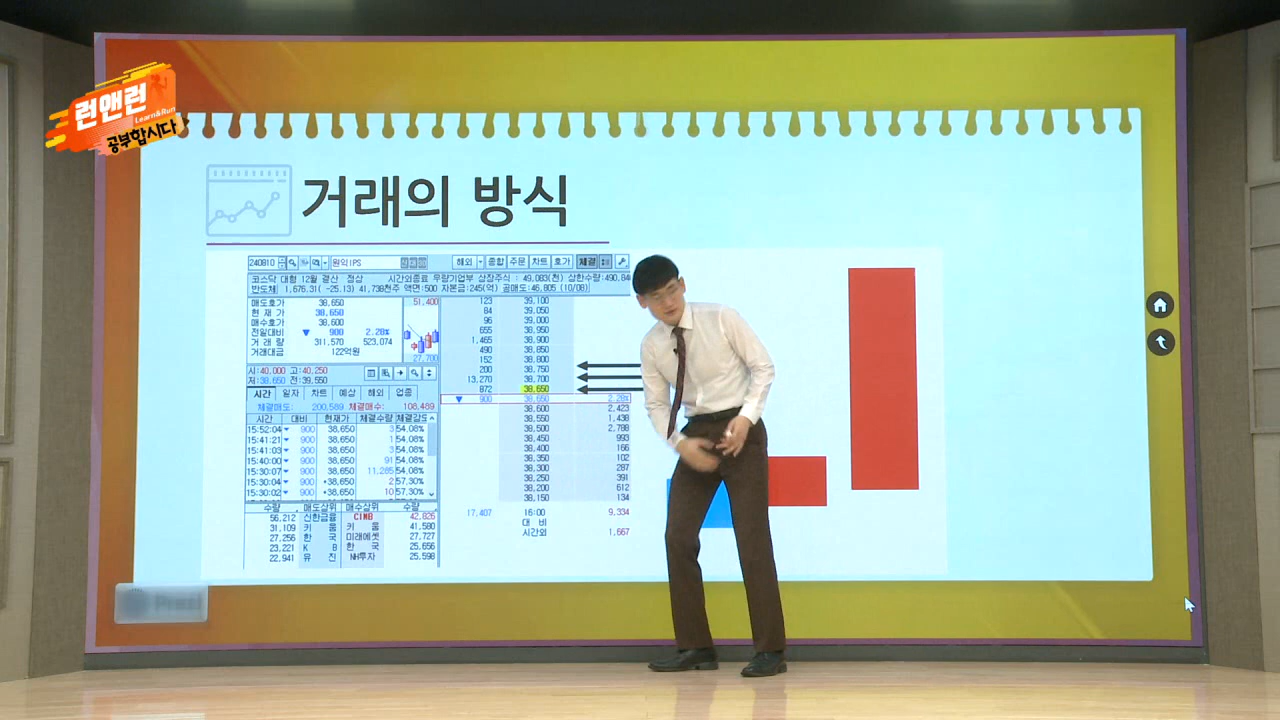 런앤런
Learn&Run
공부합시다
거래의 방식
240810 원익IPS 해외 종합 주문 차트 호가 체결
코스닥 대형 12월 결산 정상 시간외종료 우량기업부 상장주식 : 49,083(천) 상한수량:490,84
반도체 1,676.31( -25.13) 41,738천주 액면:500 자본금:245(억) 공매도:46,805 (10/08)
매도호가 38,650
현 재 가 38,650
매수호가 38,600
전일대비 ▼ 900 2.28%
거 래 량 311,570 523,074
거래대금 122억원
51,400
27,700
시:40,000 고:40,250
저:38,650 전:39,550
시간 일자 차트 예상 해외 업종
체결매도: 200,589 체결매수: 108,489
시간 대비 현재가 체결수량 체결강도
15:52:04 ▼ 900 38,650 3 54.08%
15:41:21 ▼ 900 38,650 1 54.08%
15:41:03 ▼ 900 38,650 3 54.08%
15:40:00 ▼ 900 38,650 91 54.08%
15:30:07 ▼ 900 38,650 11,285 54.08%
15:30:04 ▼ 900 38,650 2 57.30%
15:30:02 ▼ 900 38,650 10 57.30%
수량 매도상위 매수상위 수량
56,212 신한금융 CIMB 42,826
31,109 키 움 키 움 41,580
27,256 한 국 미래에셋 27,727
23,221 K B 한 국 25,656
22,941 유 진 NH투자 25,598
123 39,100
84 39,050
96 39,000
655 38,950
1,465 38,900
490 38,850
152 38,800
200 38,750
13,270 38,700
872 38,650
▼ 900 38,650 2.28%
38,600 2,423
38,550 1,438
38,500 2,788
38,450 993
38,400 166
38,350 102
38,300 287
38,250 391
38,200 612
38,150 134
17,407 16:00 9,334
대 비
시간외 1,667
Prezi